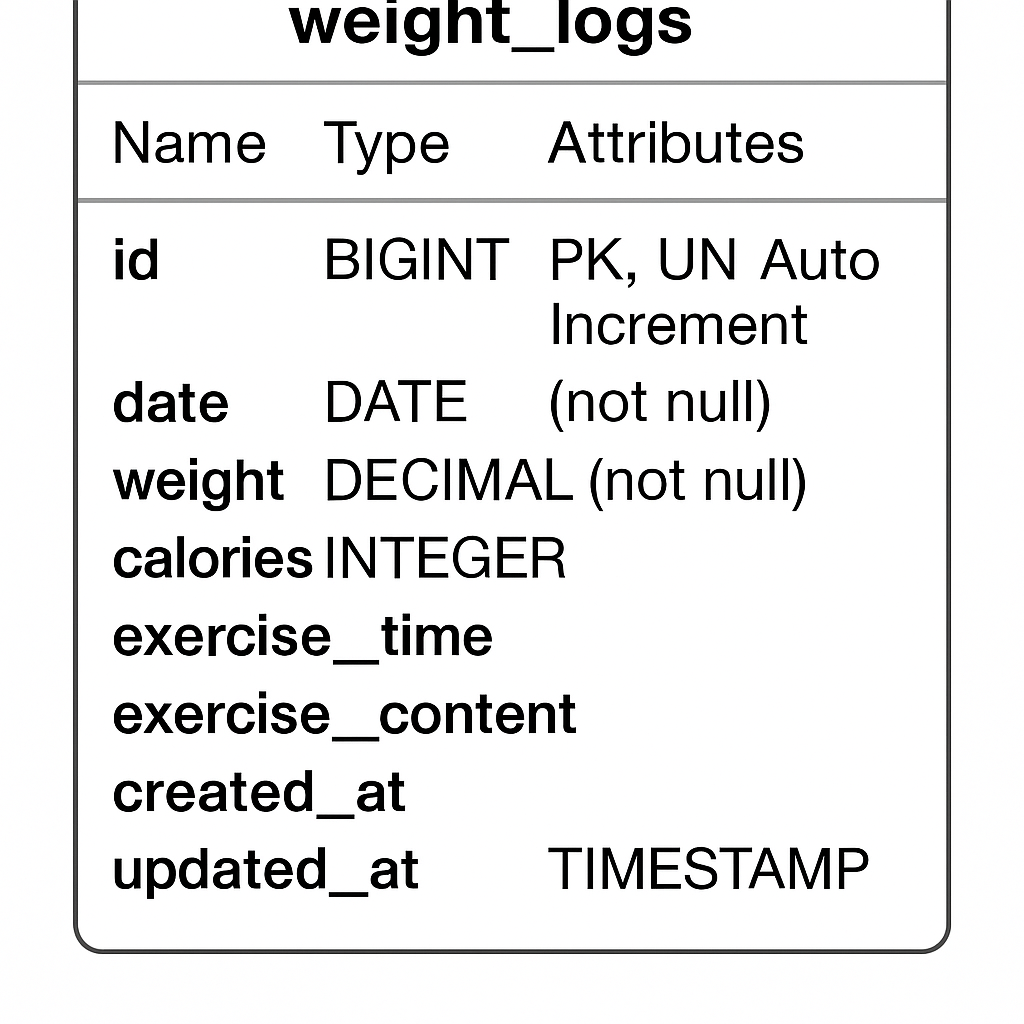 weight_logs
Name Type Attributes
id BIGINT PK, UN Auto
Increment
date DATE (not null)
weight DECIMAL (not null)
calories INTEGER
exercise_time
exercise_content
created_at
updated_at TIMESTAMP